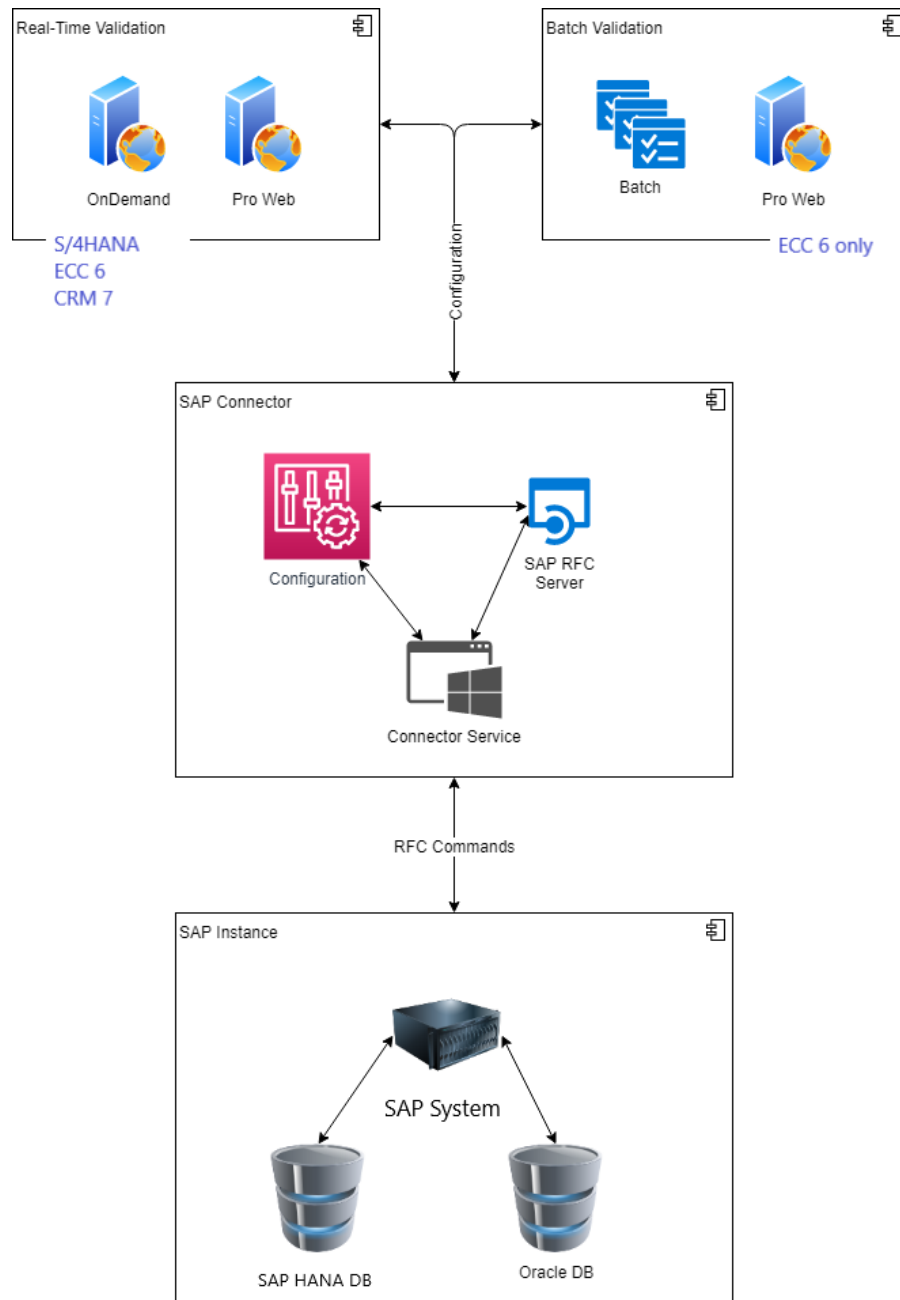 Real-Time Validation
Batch Validation
OnDemand
Pro Web
Batch
Pro Web
S/4HANA
ECC 6
CRM 7
ECC 6 only
Configuration
SAP Connector
Configuration
SAP RFC
Server
Connector Service
RFC Commands
SAP Instance
SAP System
SAP HANA DB
Oracle DB